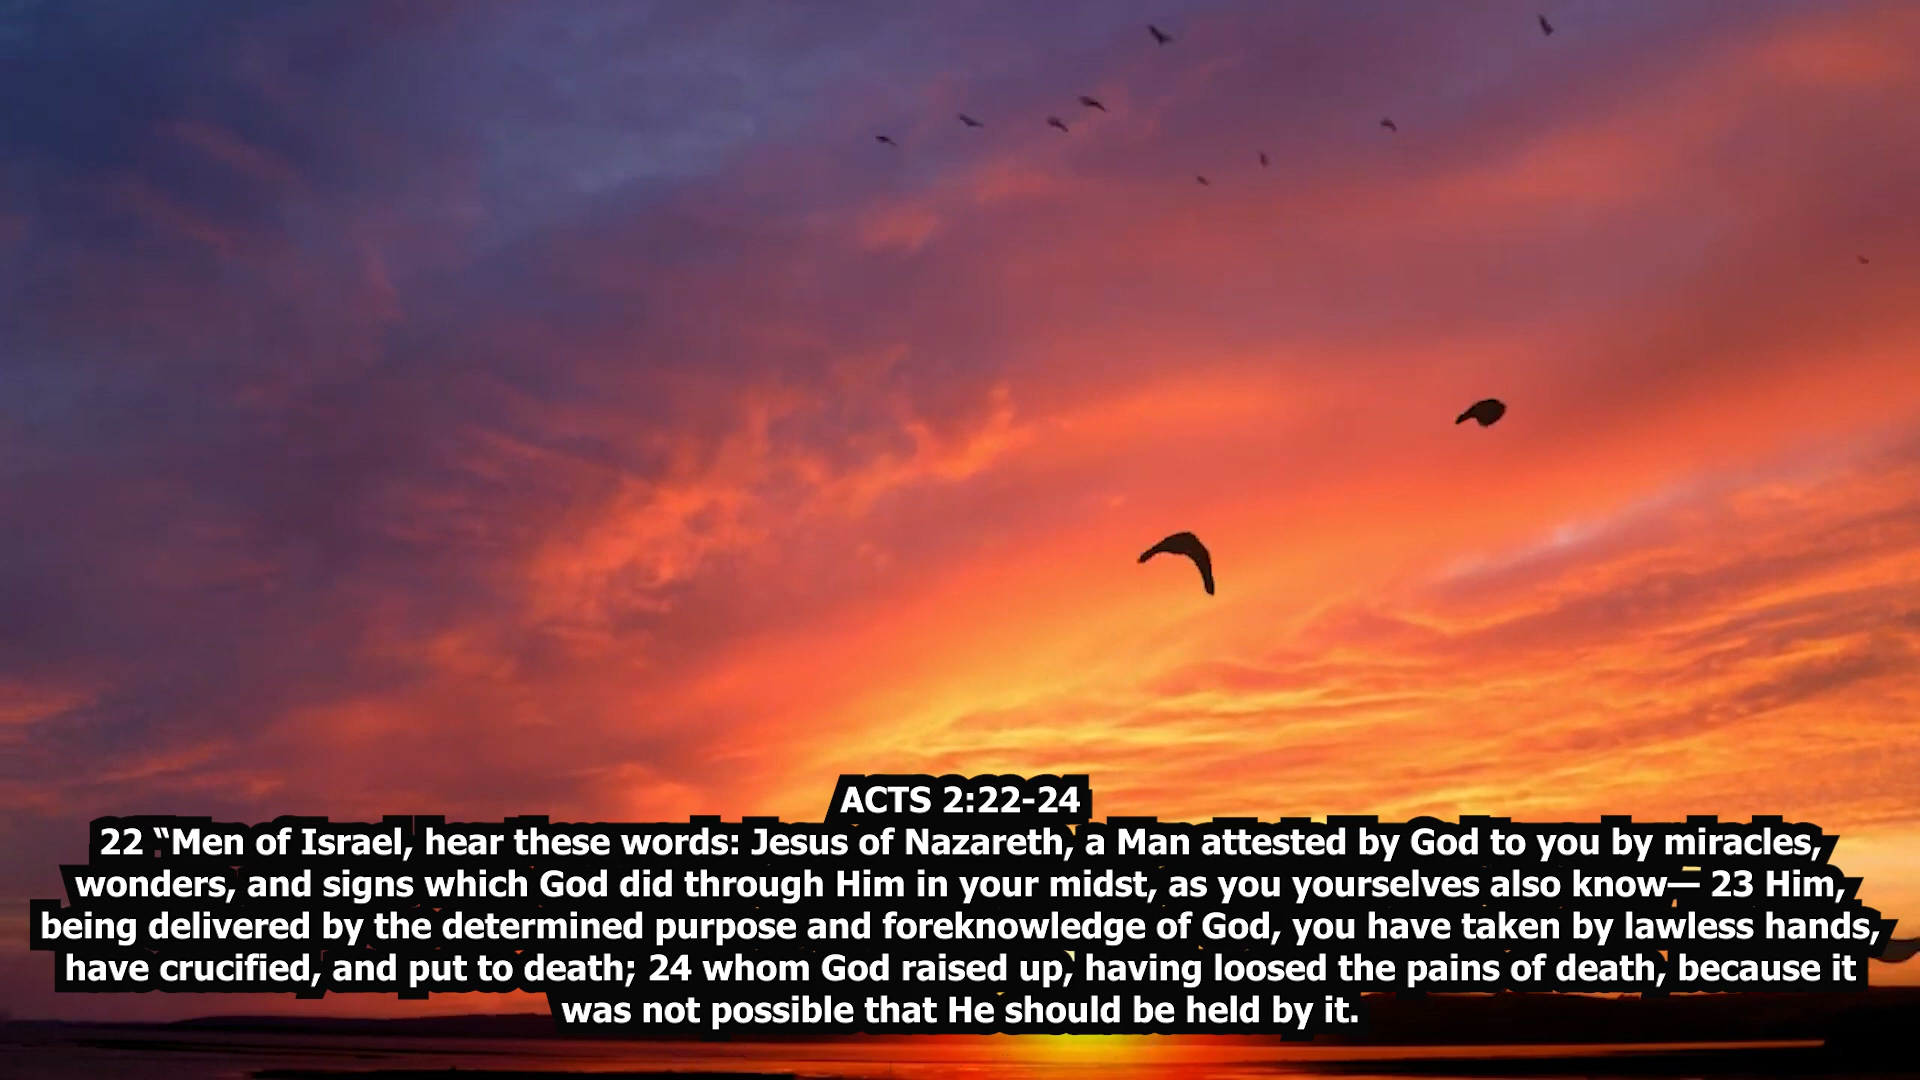 ACTS 2:22-24
22 “Men of Israel, hear these words: Jesus of Nazareth, a Man attested by God to you by miracles,
wonders, and signs which God did through Him in your midst, as you yourselves also know— 23 Him,
being delivered by the determined purpose and foreknowledge of God, you have taken by lawless hands,
have crucified, and put to death; 24 whom God raised up, having loosed the pains of death, because it
was not possible that He should be held by it.